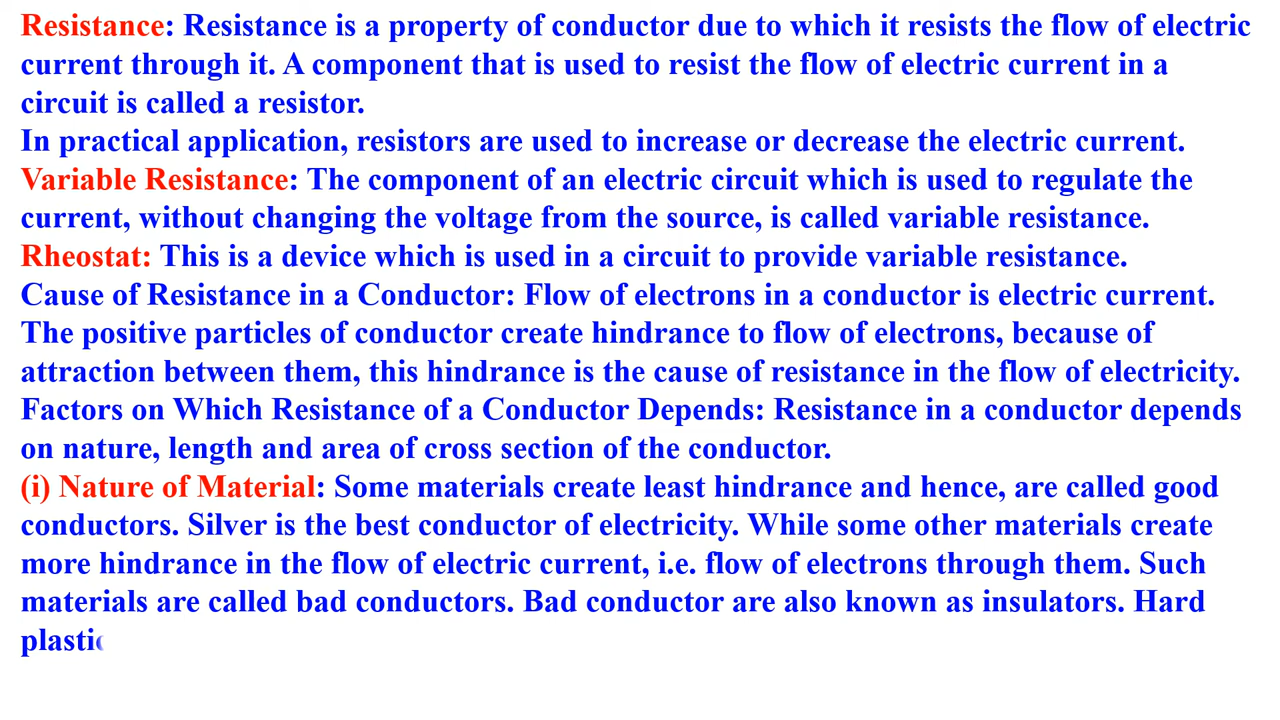 Resistance: Resistance is a property of conductor due to which it resists the flow of electric
current through it. A component that is used to resist the flow of electric current in a
circuit is called a resistor.
In practical application, resistors are used to increase or decrease the electric current.
Variable Resistance: The component of an electric circuit which is used to regulate the
current, without changing the voltage from the source, is called variable resistance.
Rheostat: This is a device which is used in a circuit to provide variable resistance.
Cause of Resistance in a Conductor: Flow of electrons in a conductor is electric current.
The positive particles of conductor create hindrance to flow of electrons, because of
attraction between them, this hindrance is the cause of resistance in the flow of electricity.
Factors on Which Resistance of a Conductor Depends: Resistance in a conductor depends
on nature, length and area of cross section of the conductor.
(i) Nature of Material: Some materials create least hindrance and hence, are called good
conductors. Silver is the best conductor of electricity. While some other materials create
more hindrance in the flow of electric current, i.e. flow of electrons through them. Such
materials are called bad conductors. Bad conductor are also known as insulators. Hard
plastic